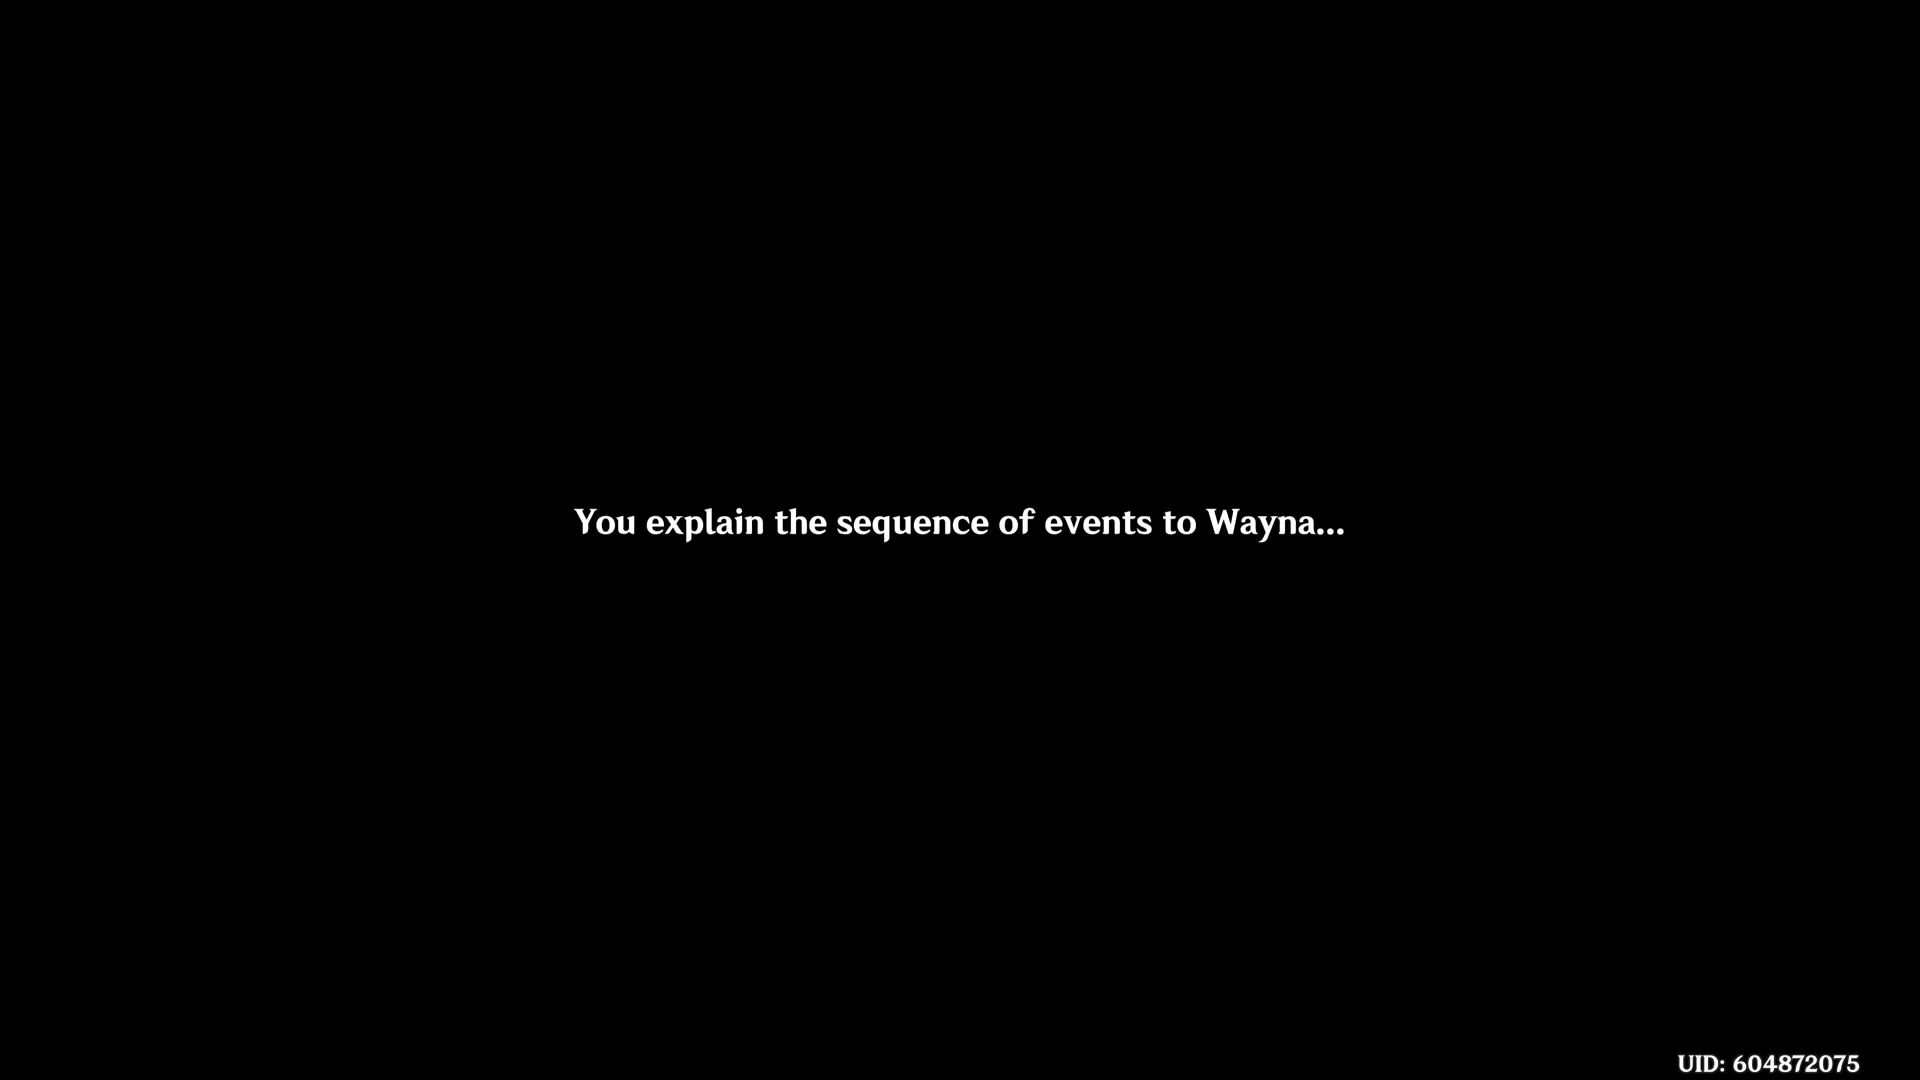 You explain the sequence of events to Wayna...
UID: 604872075